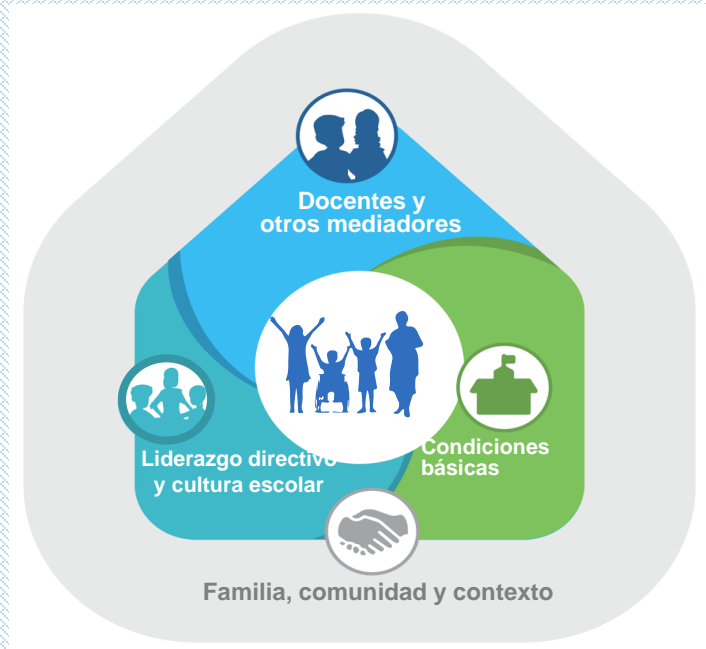 Docentes y
otros mediadores
Liderazgo directivo
y cultura escolar
Condiciones
básicas
Familia, comunidad y contexto